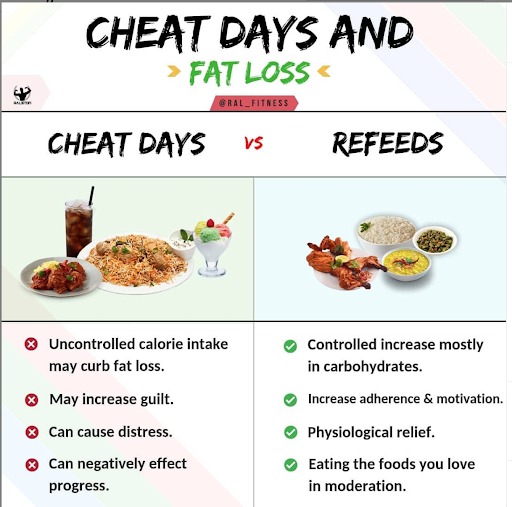 CHEAT DAYS AND
FAT LOSS
@RAL_FITNESS
CHEAT DAYS vs REFEEDS
Uncontrolled calorie intake
may curb fat loss.
May increase guilt.
Can cause distress.
Can negatively effect
progress.
Controlled increase mostly
in carbohydrates.
Increase adherence & motivation.
Physiological relief.
Eating the foods you love
in moderation.